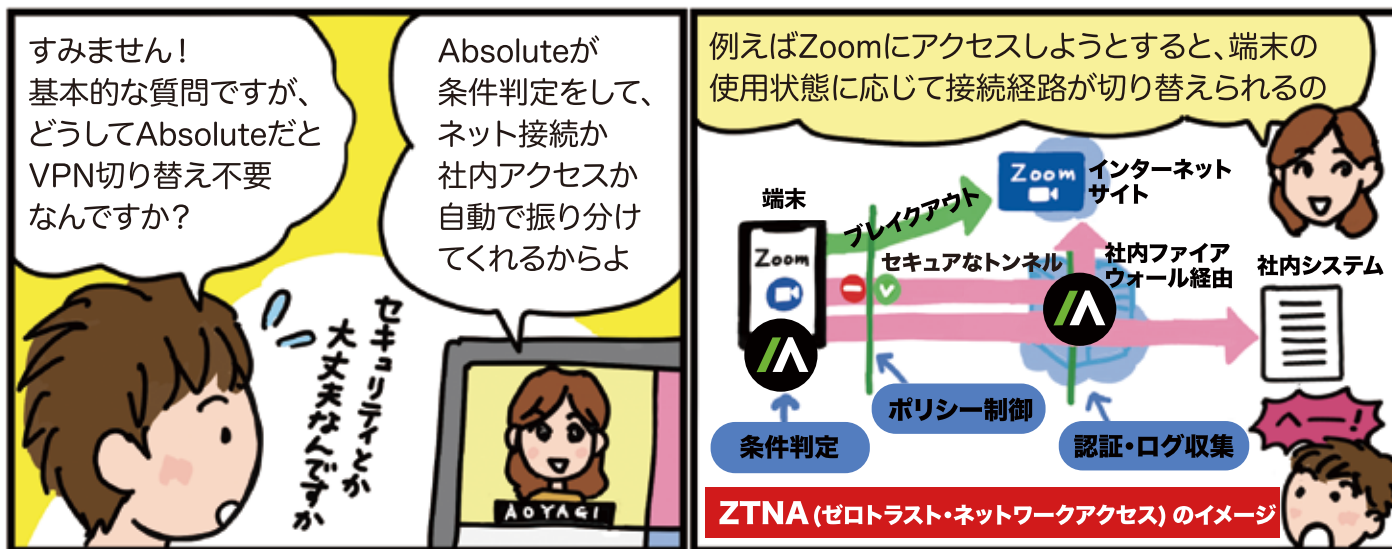 すみません!
基本的な質問ですが、
どうしてAbsoluteだと
VPN切り替え不要
なんですか?
Absoluteが
条件判定をして、
ネット接続か
社内アクセスか
自動で振り分け
てくれるからよ
セキュリティとか
大丈夫なんですか
AOYAGI
例えばZoomにアクセスしようとすると、端末の
使用状態に応じて接続経路が切り替えられるの
端末
Zoom
ブレイクアウト
Zoom
インターネット
サイト
セキュアなトンネル
社内ファイア
ウォール経由
社内システム
条件判定
ポリシー制御
認証・ログ収集
へー!
ZTNA (ゼロトラスト・ネットワークアクセス) のイメージ